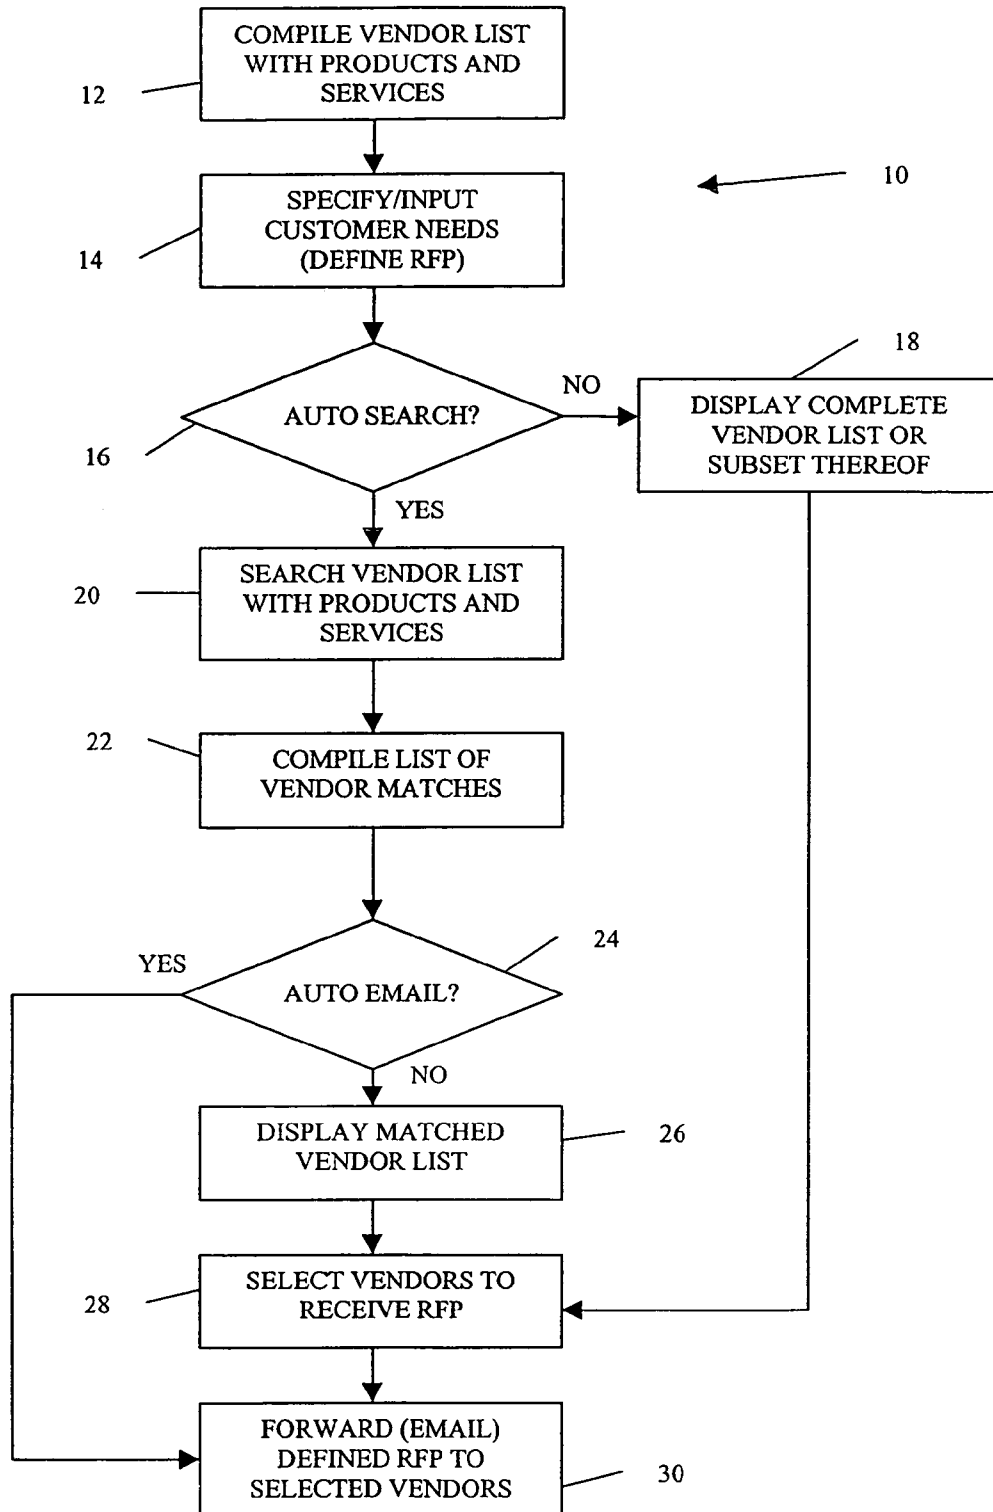 COMPILE VENDOR LIST
WITH PRODUCTS AND
SERVICES
12
SPECIFY/INPUT
CUSTOMER NEEDS
(DEFINE RFP)
14
10
AUTO SEARCH?
16
NO
18
DISPLAY COMPLETE
VENDOR LIST OR
SUBSET THEREOF
YES
SEARCH VENDOR LIST
WITH PRODUCTS AND
SERVICES
20
COMPILE LIST OF
VENDOR MATCHES
22
AUTO EMAIL?
24
YES
NO
DISPLAY MATCHED
VENDOR LIST
26
SELECT VENDORS TO
RECEIVE RFP
28
FORWARD (EMAIL)
DEFINED RFP TO
SELECTED VENDORS
30